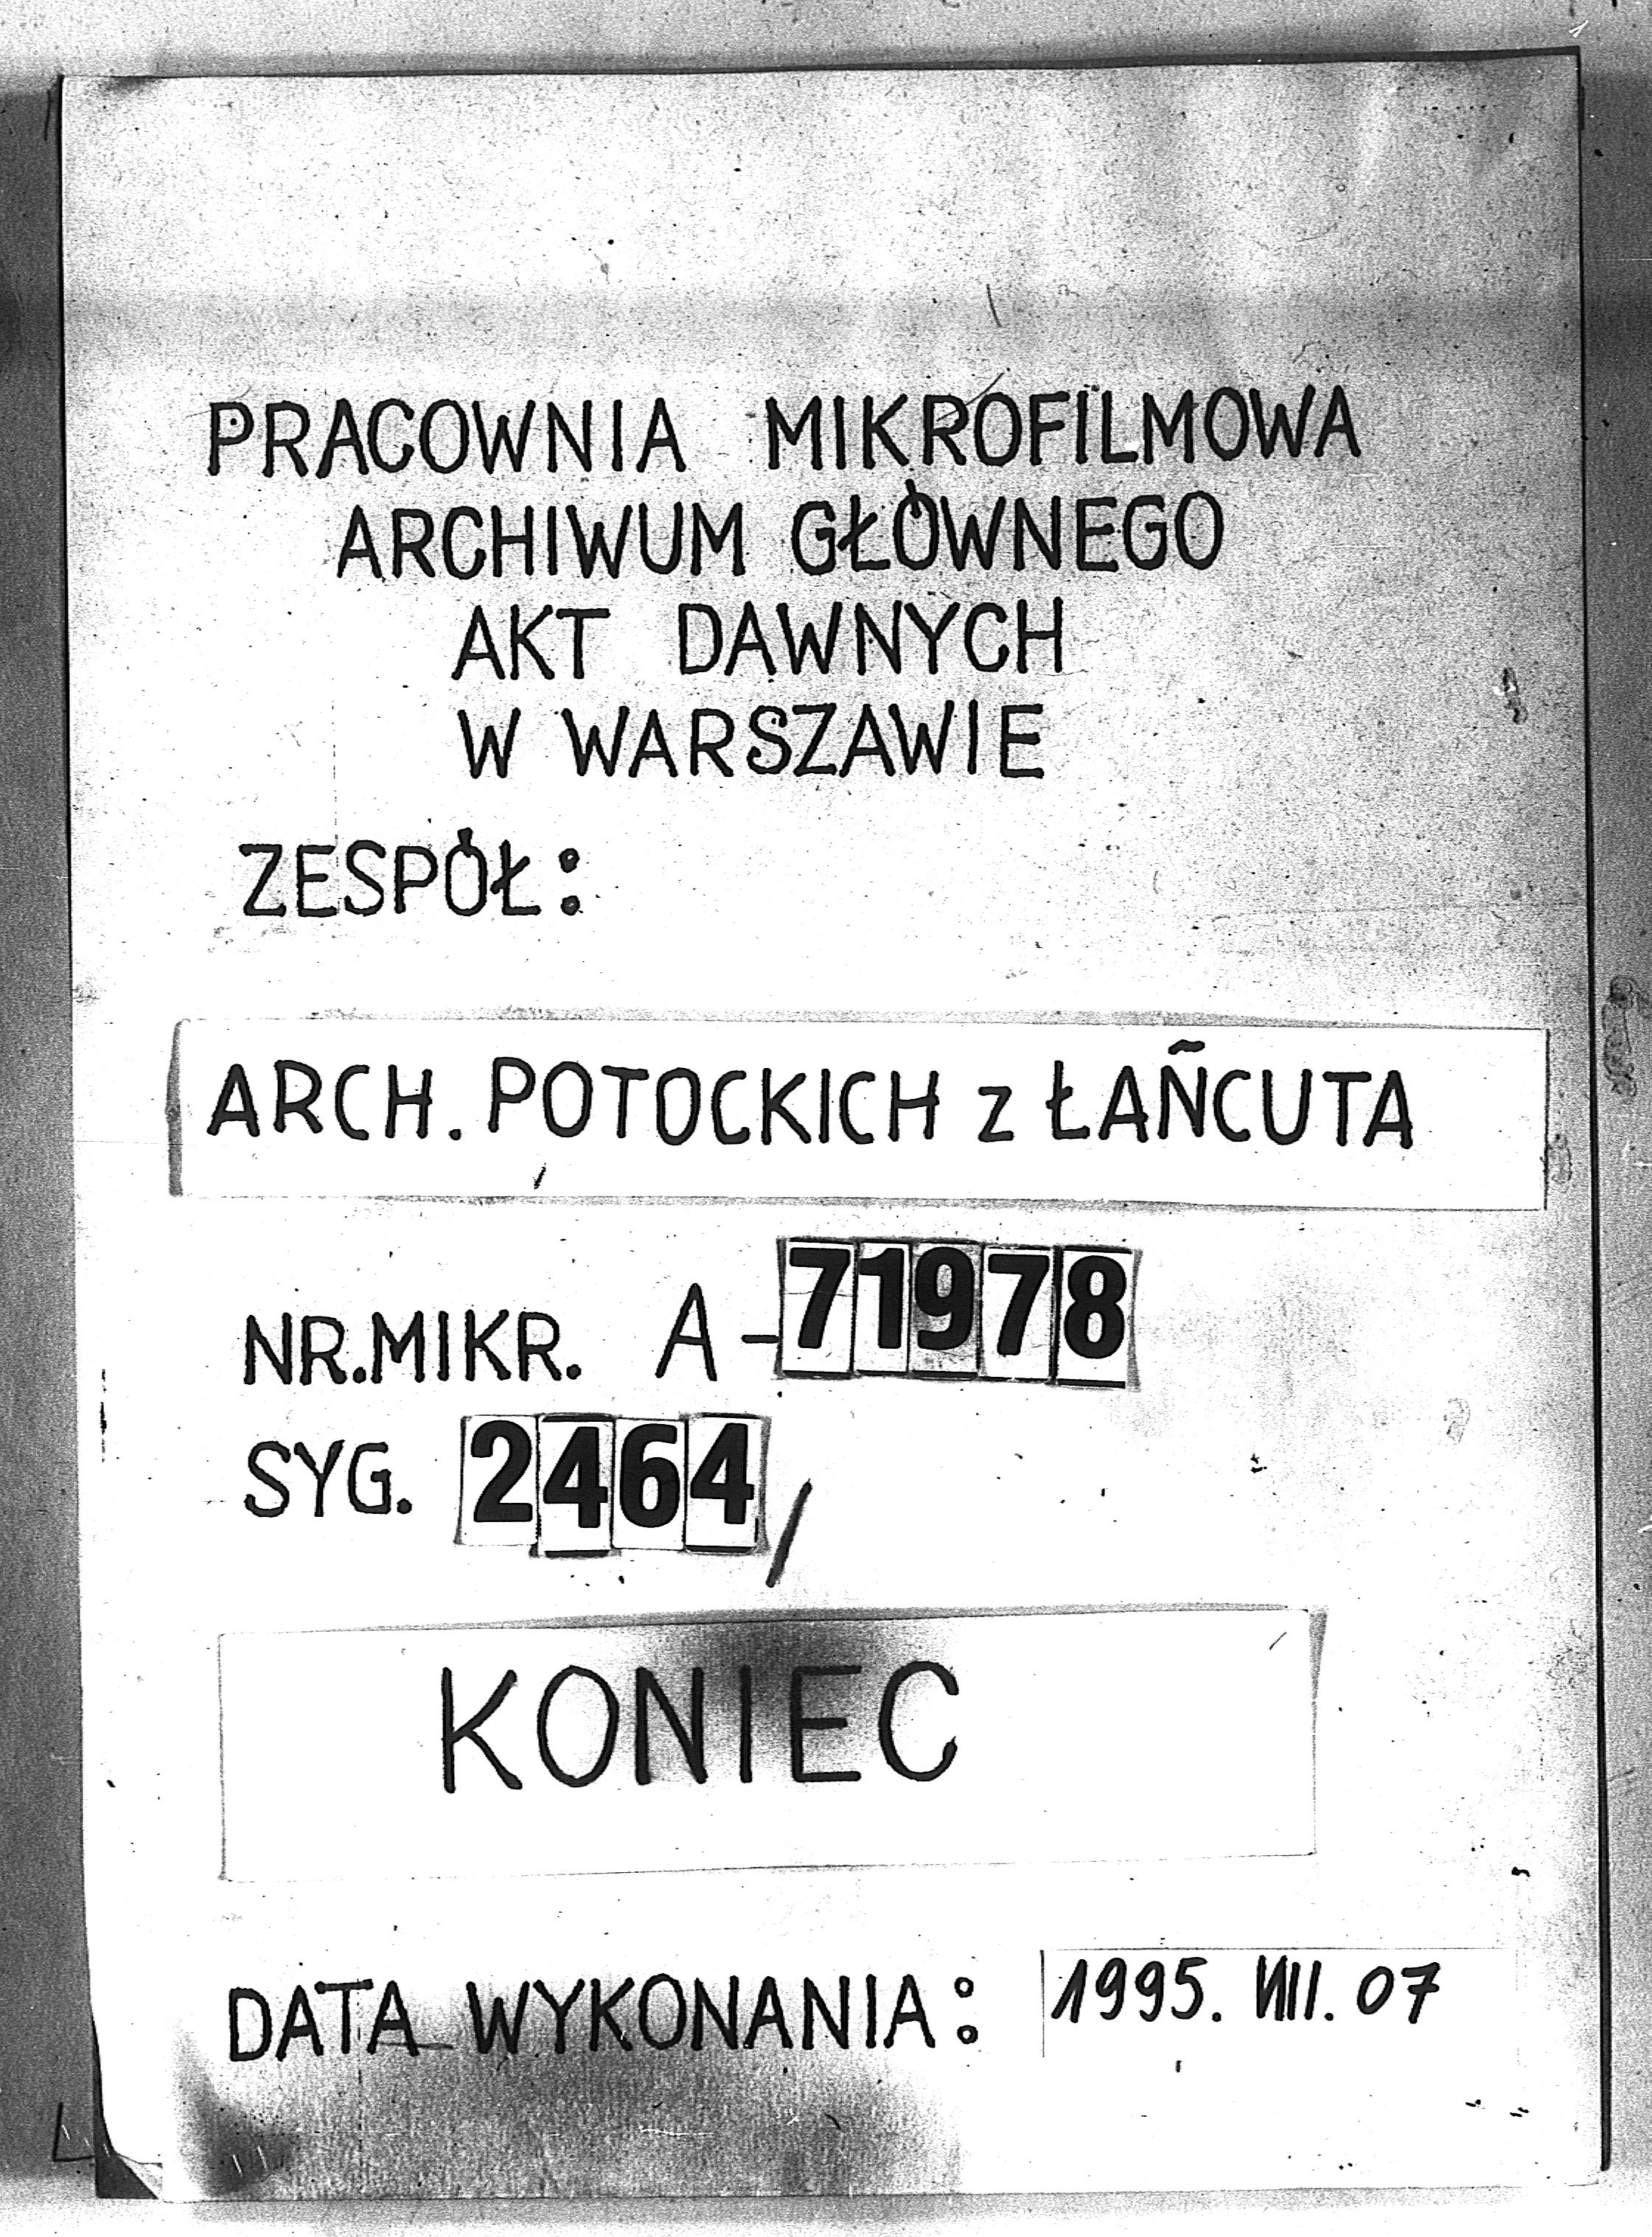 PRACOWNIA MIKROFILMOWA
ARCHIWUM GŁÓWNEGO
AKT DAWNYCH
W WARSZAWIE
ZESPÓŁ:
ARCH. POTOCKICH z ŁAŃCUTA
NR.MIKR. A-71978
SYG. 2464/
KONIEC
DATA WYKONANIA: 1995. VIII. 07